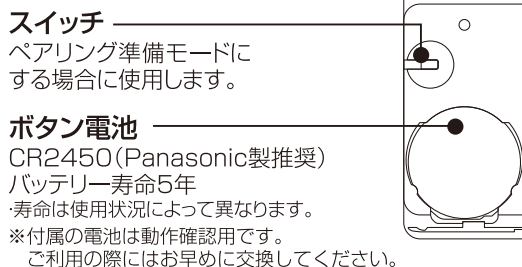 スイッチ
ペアリング準備モードに
する場合に使用します。
ボタン電池
CR2450(Panasonic製推奨)
バッテリー寿命5年
・寿命は使用状況によって異なります。
※付属の電池は動作確認用です。
ご利用の際にはお早めに交換してください。